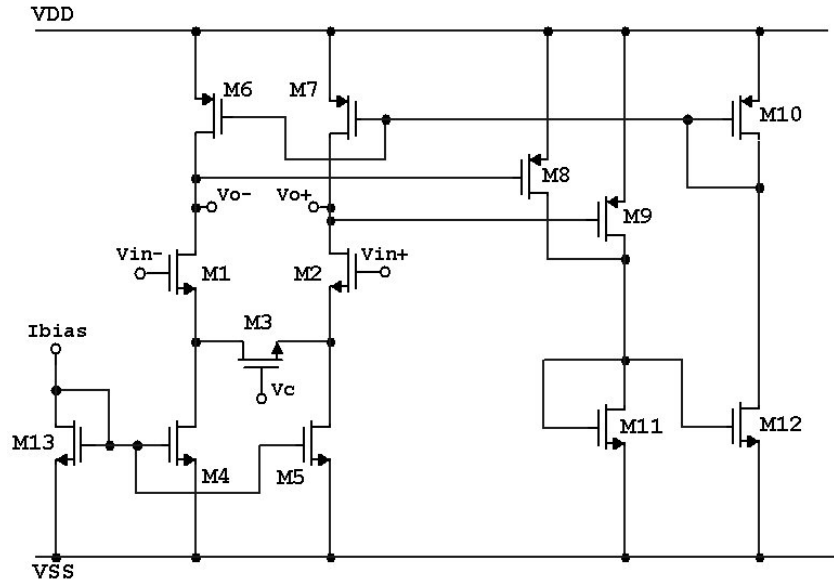 VDD
M6
M7
M10
M8
Vo-
Vo+
M9
Vin-
Vin+
M1
M2
M3
Ibias
Vc
M13
M4
M5
M11
M12
VSS